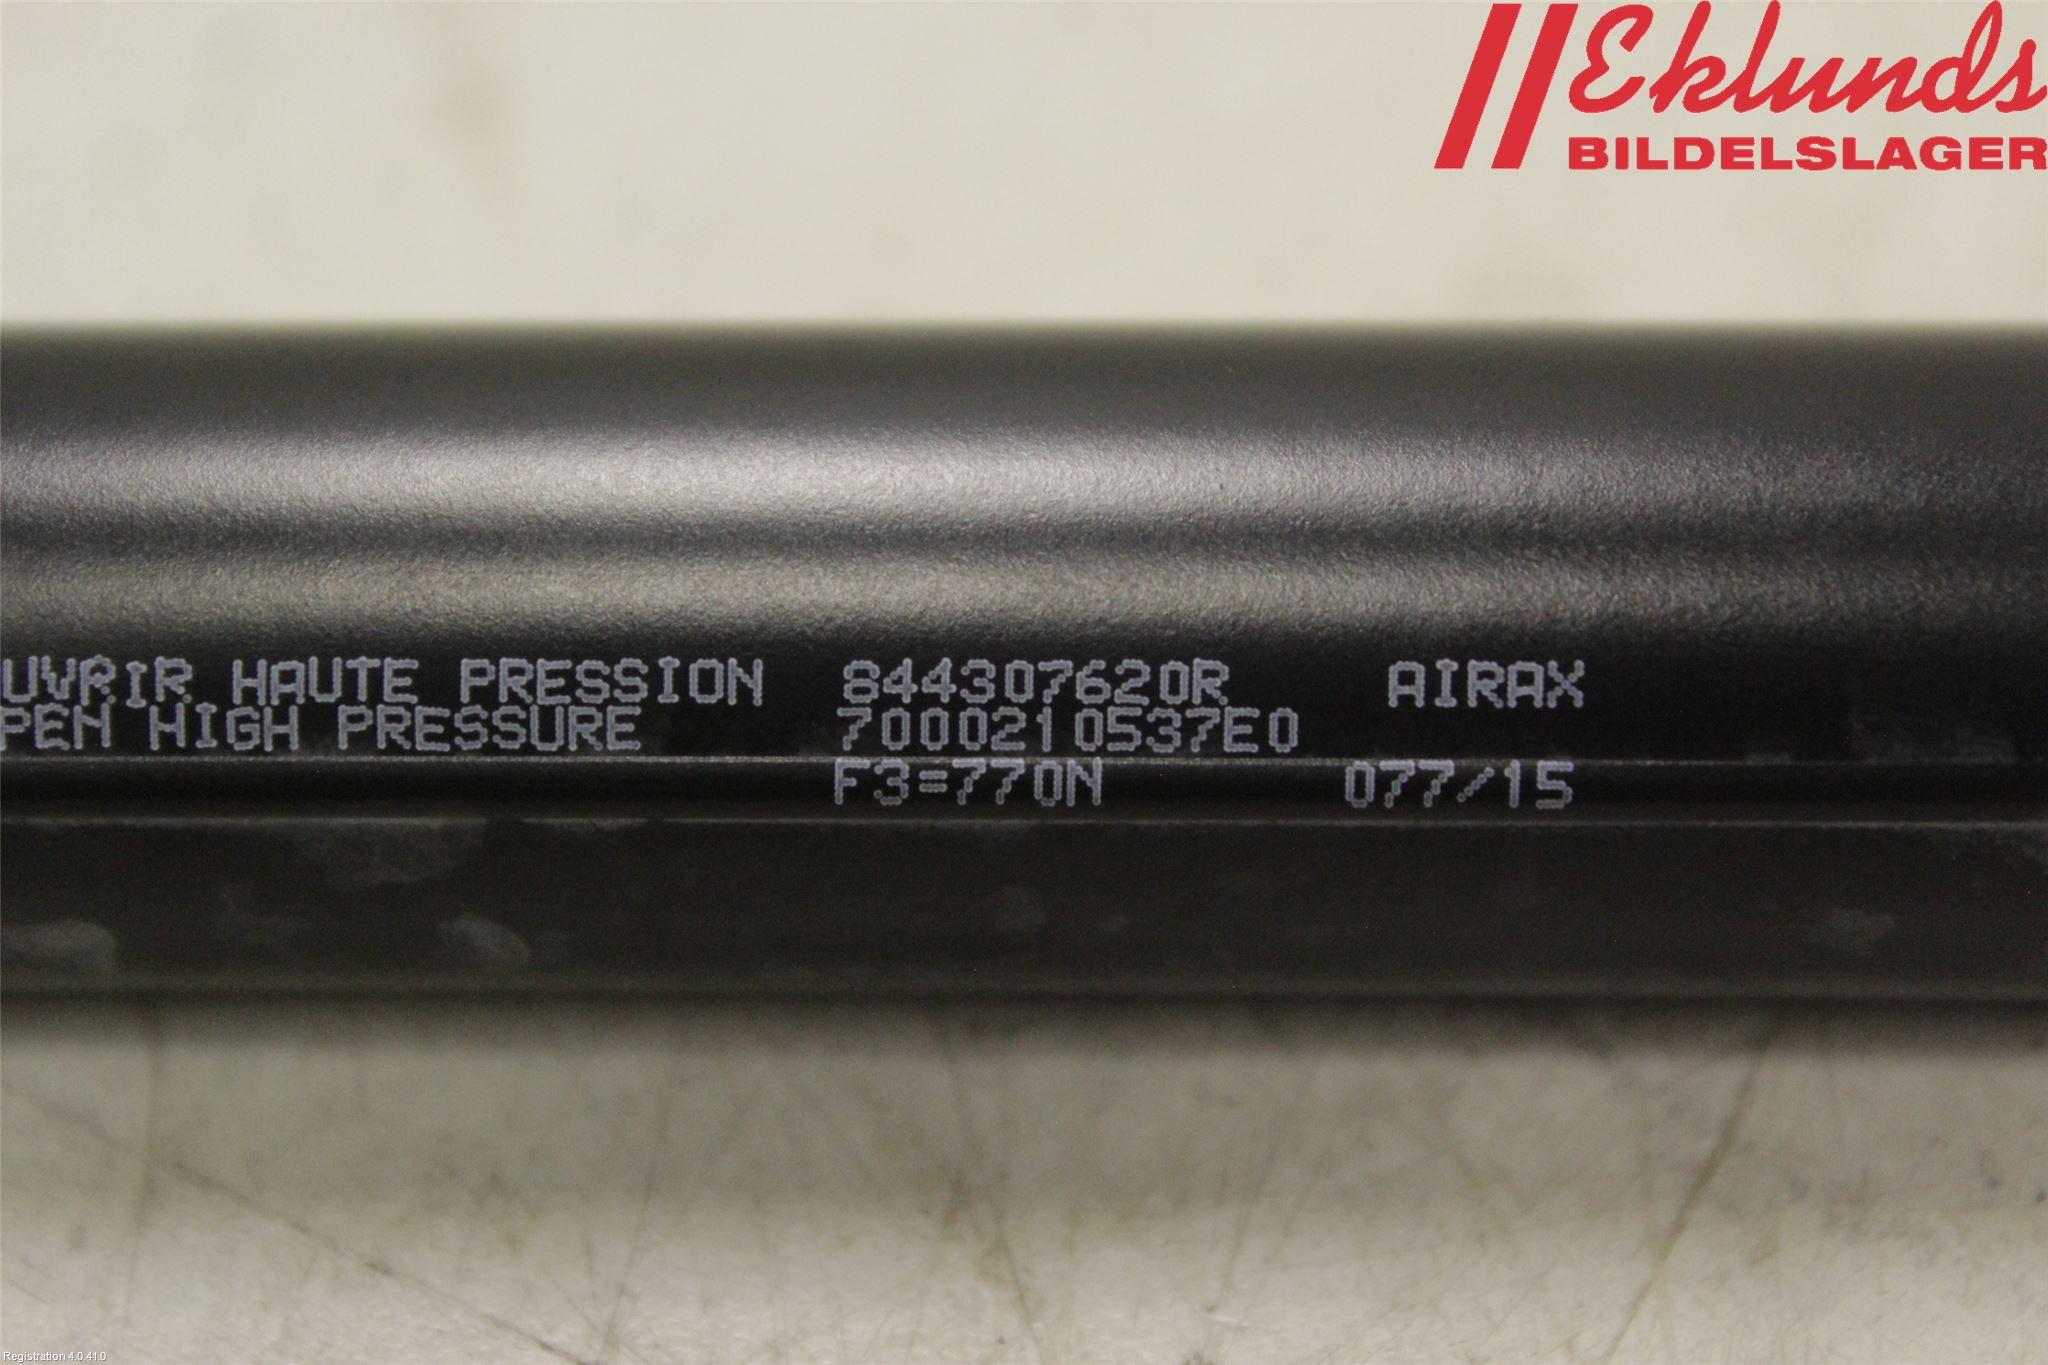 Eklunds
BILDELSLAGER
UVRIR HAUTE PRESSION 844307620R AIRAX
PEN HIGH PRESSURE 7000210537E0
F3=770N 077/15
Registration 4.0.41.0